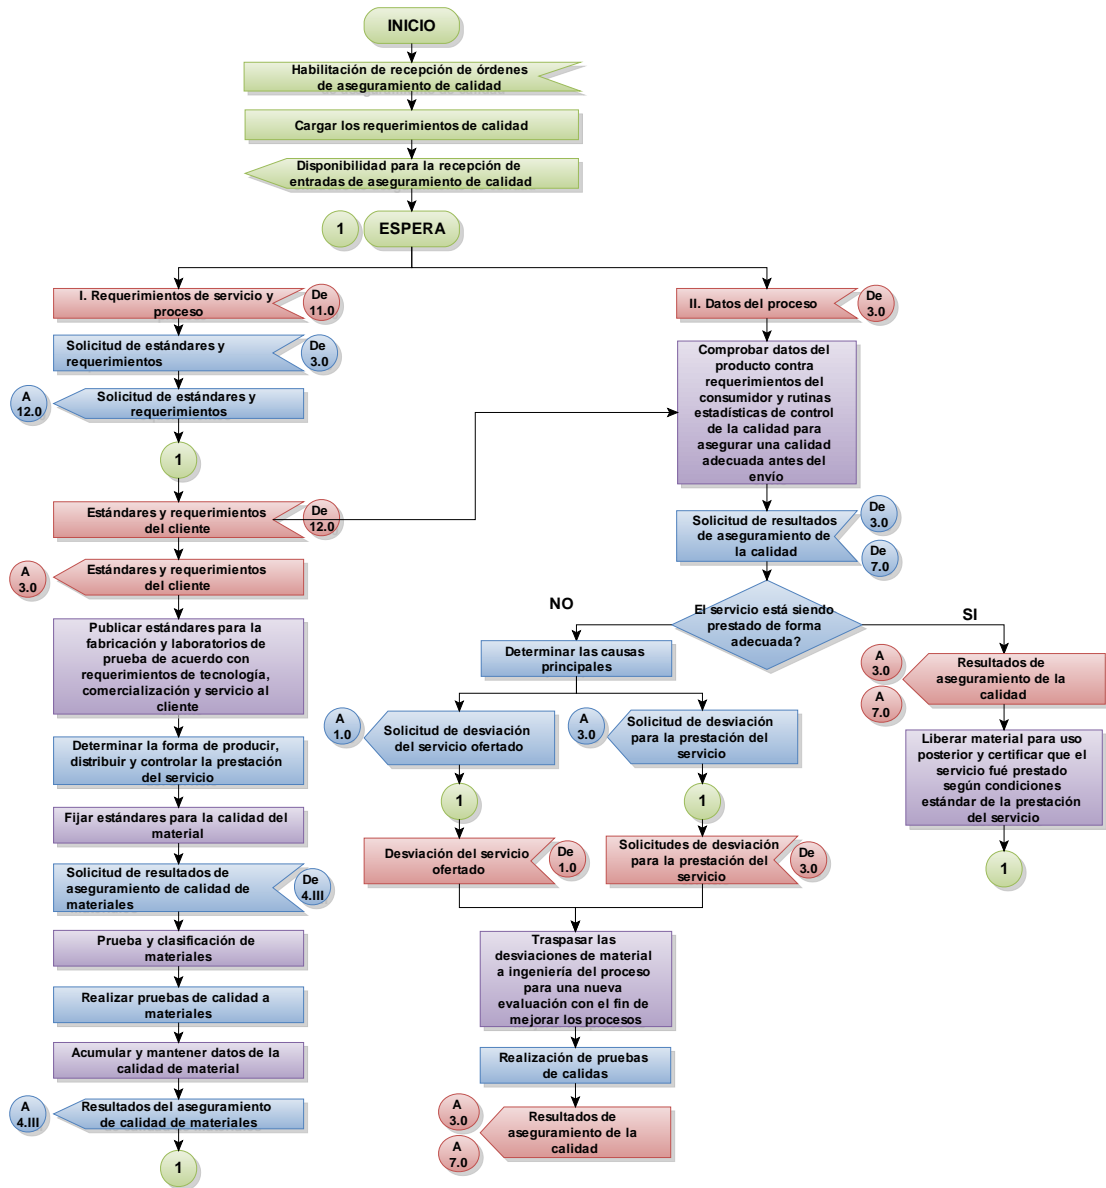 INICIO
Habilitación de recepción de órdenes
de aseguramiento de calidad
Cargar los requerimientos de calidad
Disponibilidad para la recepción de
entradas de aseguramiento de calidad
1
ESPERA
I. Requerimientos de servicio y
proceso
De
11.0
Solicitud de estándares y
requerimientos
De
3.0
A
12.0
Solicitud de estándares y
requerimientos
1
Estándares y requerimientos
del cliente
De
12.0
A
3.0
Estándares y requerimientos
del cliente
Publicar estándares para la
fabricación y laboratorios de
prueba de acuerdo con
requerimientos de tecnología,
comercialización y servicio al
cliente
Determinar la forma de producir,
distribuir y controlar la prestación
del servicio
Fijar estándares para la calidad del
material
Solicitud de resultados de
aseguramiento de calidad de
materiales
De
4.III
Prueba y clasificación de
materiales
Realizar pruebas de calidad a
materiales
Acumular y mantener datos de la
calidad de material
A
4.III
Resultados del aseguramiento
de calidad de materiales
1
II. Datos del proceso
De
3.0
Comprobar datos del
producto contra
requerimientos del
consumidor y rutinas
estadísticas de control
de la calidad para
asegurar una calidad
adecuada antes del
envío
Solicitud de resultados
de aseguramiento de
la calidad
De
3.0
De
7.0
El servicio está siendo
prestado de forma
adecuada?
NO
SI
Determinar las causas
principales
A
1.0
Solicitud de desviación
del servicio ofertado
A
3.0
Solicitud de desviación
para la prestación del
servicio
1
1
Desviación del servicio
ofertado
De
1.0
Solicitudes de desviación
para la prestación del
servicio
De
3.0
Traspasar las
desviaciones de material
a ingeniería del proceso
para una nueva
evaluación con el fin de
mejorar los procesos
Realización de pruebas
de calidas
A
3.0
A
7.0
Resultados de
aseguramiento de la
calidad
A
3.0
A
7.0
Resultados de
aseguramiento de la
calidad
Liberar material para uso
posterior y certificar que el
servicio fué prestado
según condiciones
estándar de la prestación
del servicio
1